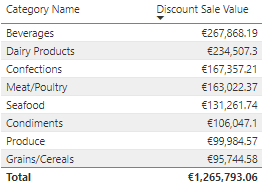 Category Name Discount Sale Value
Beverages €267,868.19
Dairy Products €234,507.3
Confections €167,357.21
Meat/Poultry €163,022.37
Seafood €131,261.74
Condiments €106,047.1
Produce €99,984.57
Grains/Cereals €95,744.58
Total €1,265,793.06